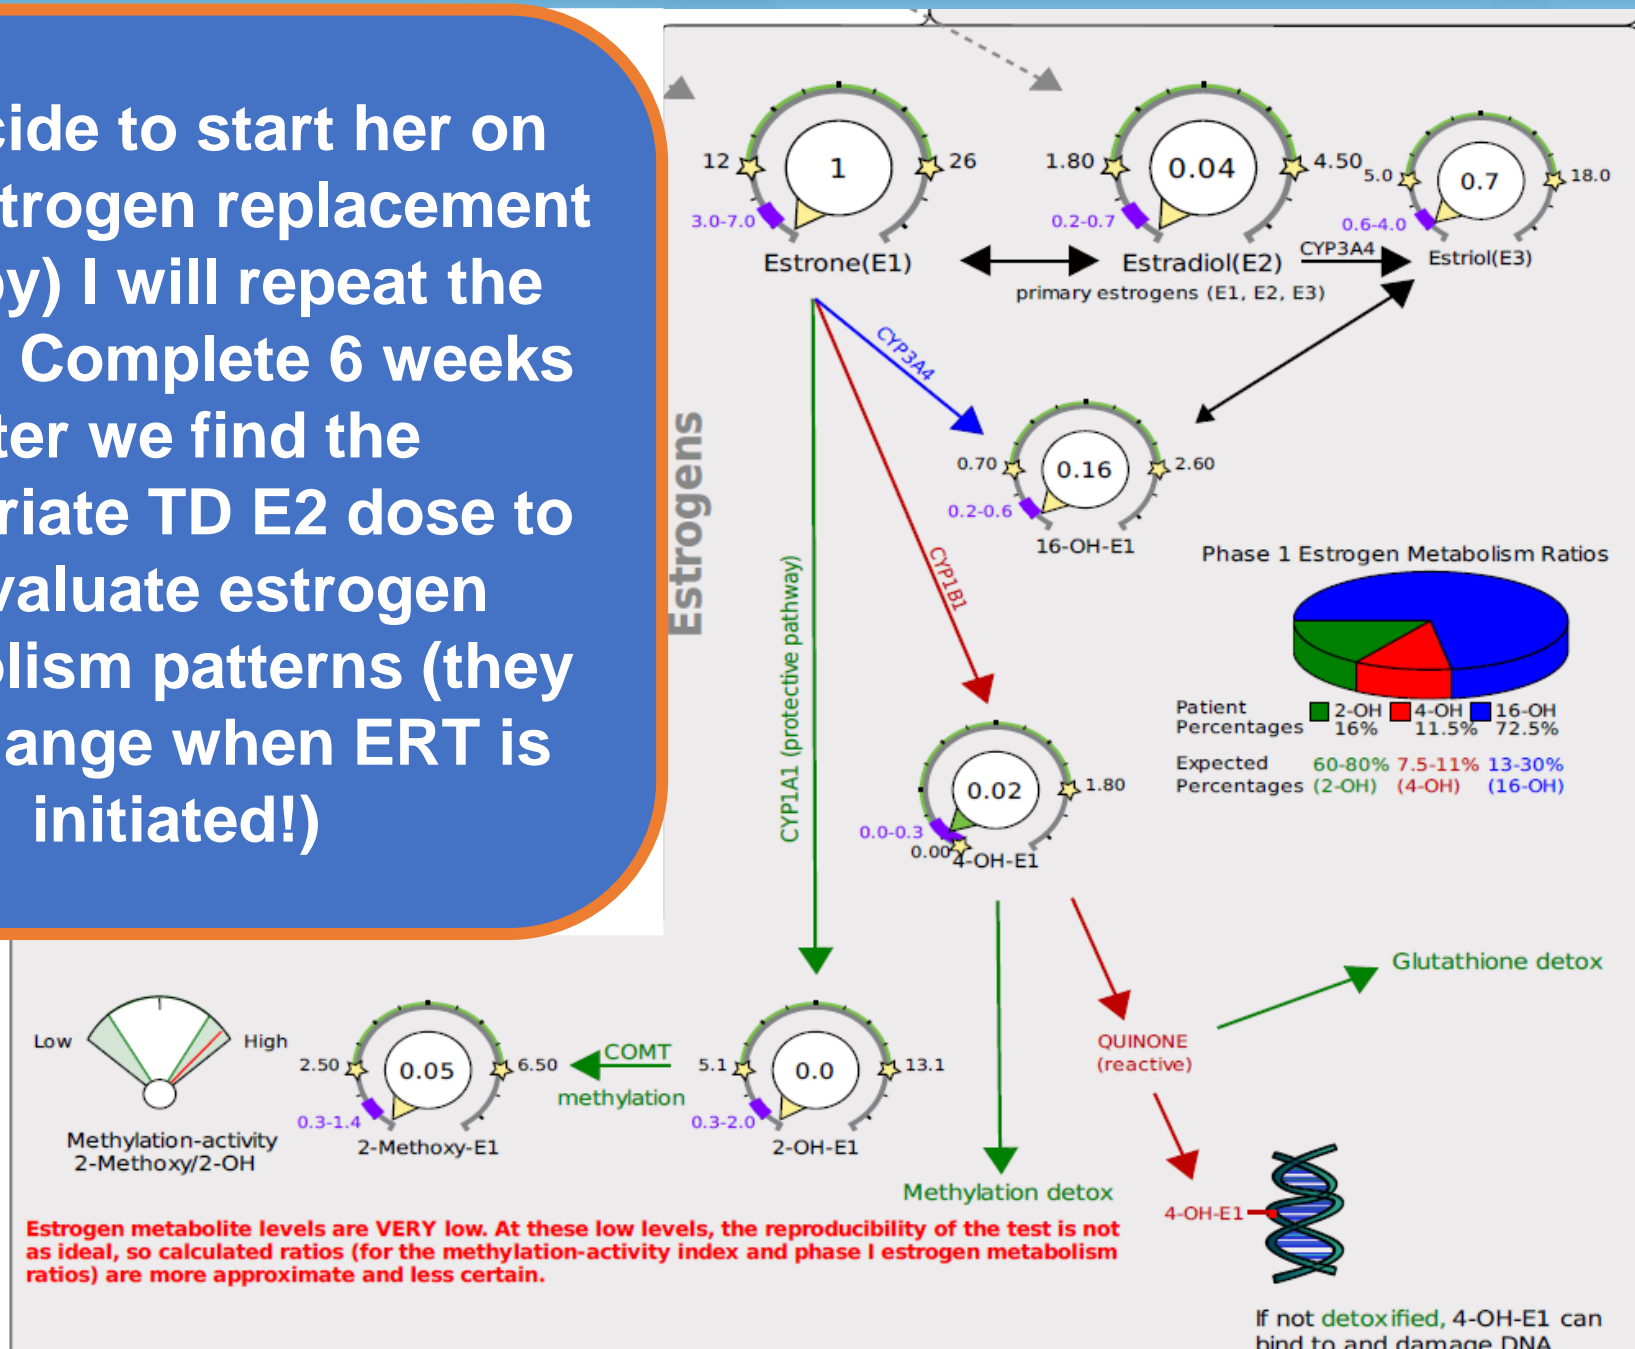 cide to start her on
trogen replacement
y) I will repeat the
Complete 6 weeks
ter we find the
riate TD E2 dose to
valuate estrogen
olism patterns (they
ange when ERT is
initiated!)
12
1
26
3.0-7.0
Estrone(E1)
1.80
0.04
4.50
0.2-0.7
Estradiol(E2)
5.0
0.7
18.0
0.6-4.0
Estriol(E3)
CYP3A4
primary estrogens (E1, E2, E3)
CYP3A4
Estrogens
0.70
0.16
2.60
0.2-0.6
16-OH-E1
CYP1B1
CYP1A1 (protective pathway)
Phase 1 Estrogen Metabolism Ratios
Patient
Percentages
2-OH
16%
4-OH
11.5%
16-OH
72.5%
Expected
Percentages
60-80%
(2-OH)
7.5-11%
(4-OH)
13-30%
(16-OH)
0.02
1.80
0.0-0.3
0.00
4-OH-E1
Glutathione detox
QUINONE
(reactive)
Low
High
Methylation-activity
2-Methoxy/2-OH
2.50
0.05
6.50
0.3-1.4
2-Methoxy-E1
COMT
methylation
5.1
0.0
13.1
0.3-2.0
2-OH-E1
Methylation detox
4-OH-E1
Estrogen metabolite levels are VERY low. At these low levels, the reproducibility of the test is not
as ideal, so calculated ratios (for the methylation-activity index and phase I estrogen metabolism
ratios) are more approximate and less certain.
If not detoxified, 4-OH-E1 can
bind to and damage DNA